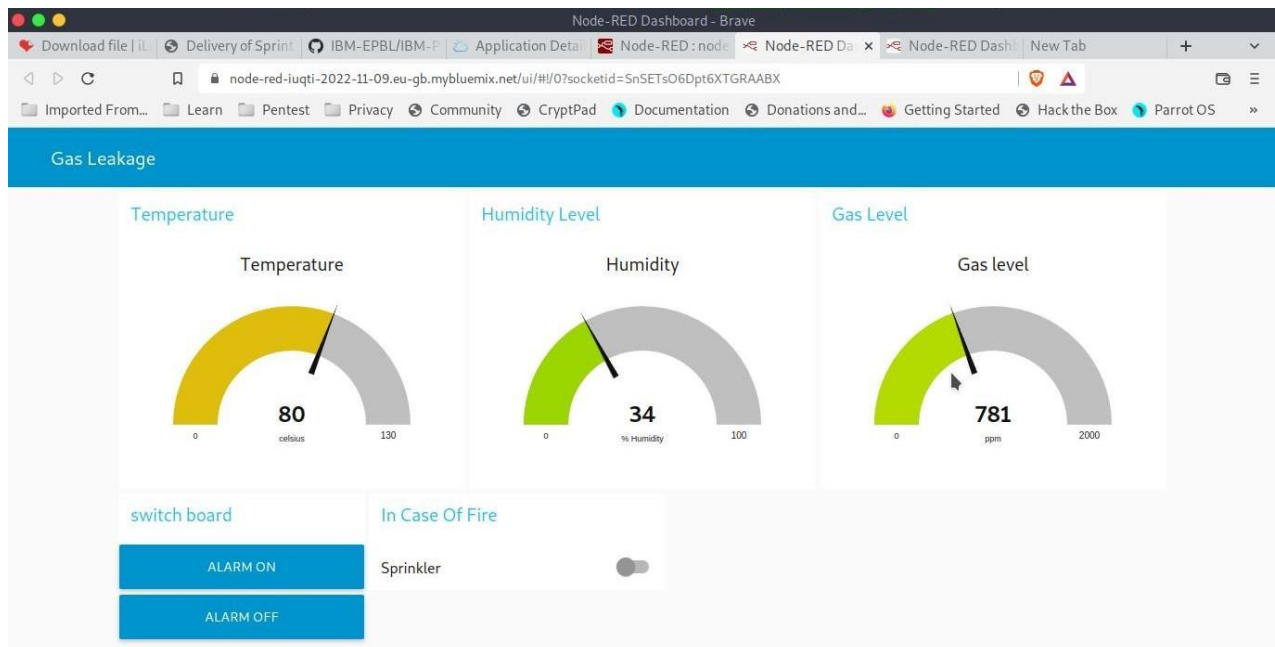 Node-RED Dashboard - Brave
Download file | iL
Delivery of Sprint
IBM-EPBL/IBM-P
Application Detail
Node-RED : node
Node-RED Da
Node-RED Dashb
New Tab
node-red-iuqti-2022-11-09.eu-gb.mybluemix.net/ui/#!/0?socketid=SnSETsO6Dpt6XTGRAABX
Imported From... Learn Pentest Privacy Community CryptPad Documentation Donations and... Getting Started Hack the Box Parrot OS »
Gas Leakage
Temperature
Humidity Level
Gas Level
Temperature
Humidity
Gas level
80
celsius
0
130
34
% Humidity
0
100
781
ppm
0
2000
switch board
In Case Of Fire
ALARM ON
Sprinkler
ALARM OFF